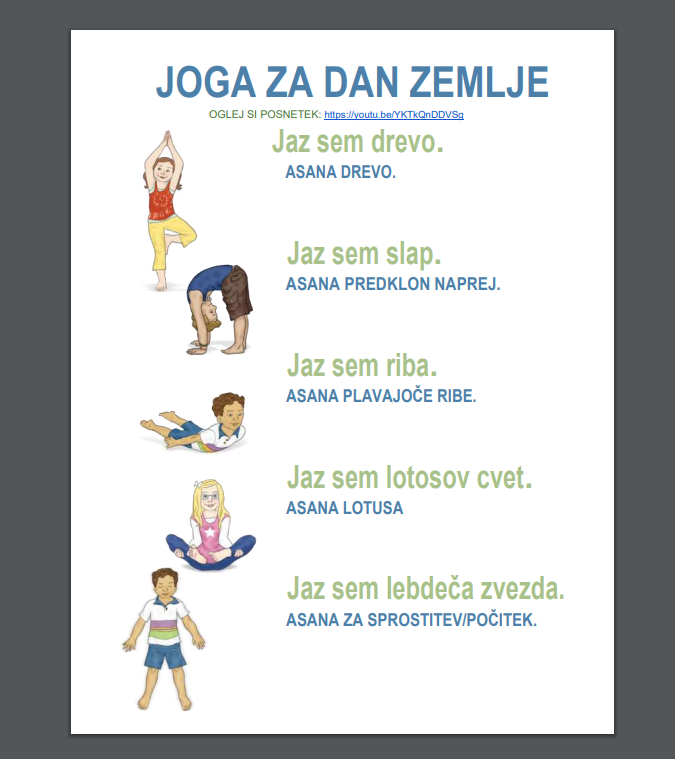 JOGA ZA DAN ZEMLJE
OGLEJ SI POSNETEK: https://youtu.be/YKTkQnDDVSg
Jaz sem drevo.
ASANA DREVO.
Jaz sem slap.
ASANA PREDKLON NAPREJ.
Jaz sem riba.
ASANA PLAVAJOČE RIBE.
Jaz sem lotosov cvet.
ASANA LOTUSA
Jaz sem lebdeča zvezda.
ASANA ZA SPROSTITEV/POČITEK.